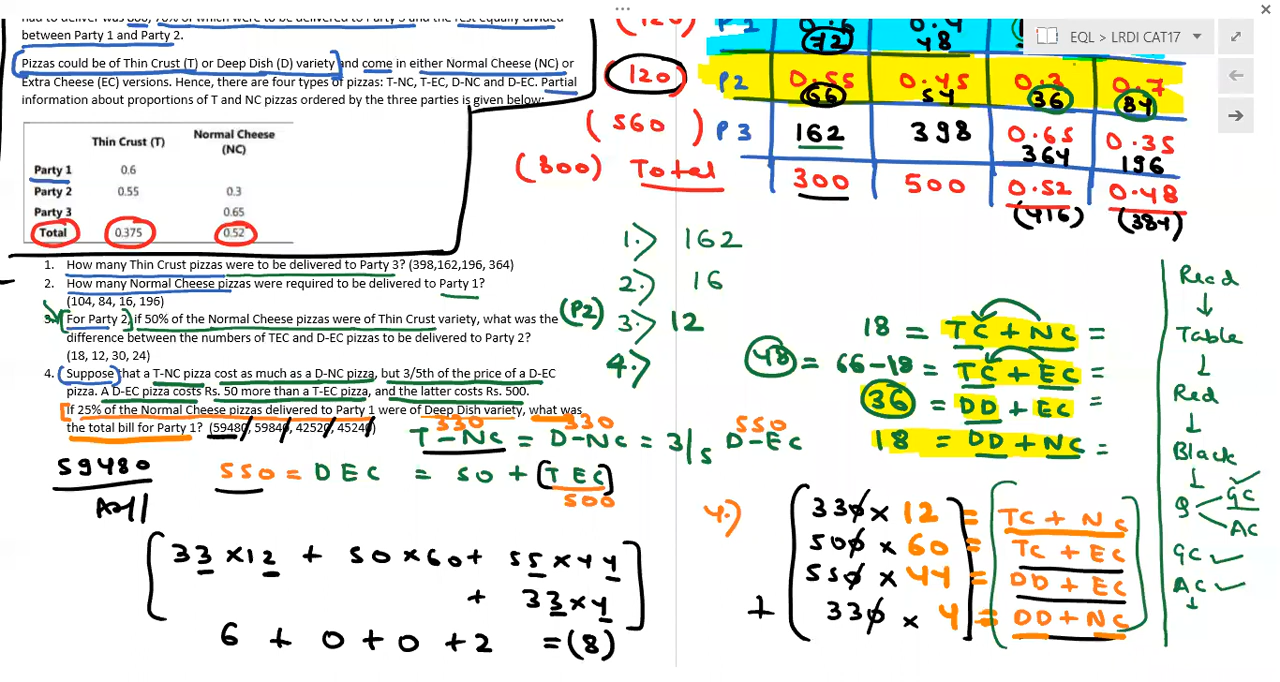 had to deliver was 800, 70% of which were to be delivered to Party 3 and the rest equally divided
between Party 1 and Party 2.
Pizzas could be of Thin Crust (T) or Deep Dish (D) variety and come in either Normal Cheese (NC) or
Extra Cheese (EC) versions. Hence, there are four types of pizzas: T-NC, T-EC, D-NC and D-EC. Partial
information about proportions of T and NC pizzas ordered by the three parties is given below:
Thin Crust (T) Normal Cheese (NC)
Party 1 0.6
Party 2 0.55 0.3
Party 3 0.65
Total 0.375 0.52
1. How many Thin Crust pizzas were to be delivered to Party 3? (398,162,196, 364)
2. How many Normal Cheese pizzas were required to be delivered to Party 1?
(104, 84, 16, 196)
3. For Party 2, if 50% of the Normal Cheese pizzas were of Thin Crust variety, what was the
difference between the numbers of TEC and D-EC pizzas to be delivered to Party 2?
(18, 12, 30, 24)
4. Suppose that a T-NC pizza cost as much as a D-NC pizza, but 3/5th of the price of a D-EC
pizza. A D-EC pizza costs Rs. 50 more than a T-EC pizza, and the latter costs Rs. 500.
If 25% of the Normal Cheese pizzas delivered to Party 1 were of Deep Dish variety, what was
the total bill for Party 1? (59480, 59840, 42520, 45240)
EQL > LRDI CAT17
(120) P1 0.6 0.4
72 48
(120) P2 0.55 0.45 0.3 0.7
66 54 36 84
(560) P3 162 398 0.65 0.35
364 196
(800) Total 300 500 0.52 0.48
(416) (384)
1.> 162
2.> 16
(P2) 3.> 12
4.>
18 = TC + NC =
48 = 66-18 = TC + EC =
36 = DD + EC =
18 = DD + NC =
Read
Table
Red
Black
Q GC
AC
GC
AC
330 330 550
T-NC = D-NC = 3/5 D-EC
59480
550 = DEC = 50 + (TEC)
500
33 x12 + 50 x60+ 55 x44
+ 33x4
6 + 0 + 0 + 2 = (8)
4.)
330 x 12 = TC + NC
500 x 60 = TC + EC
550 x 44 = DD + EC
+ 330 x 4 = DD + NC